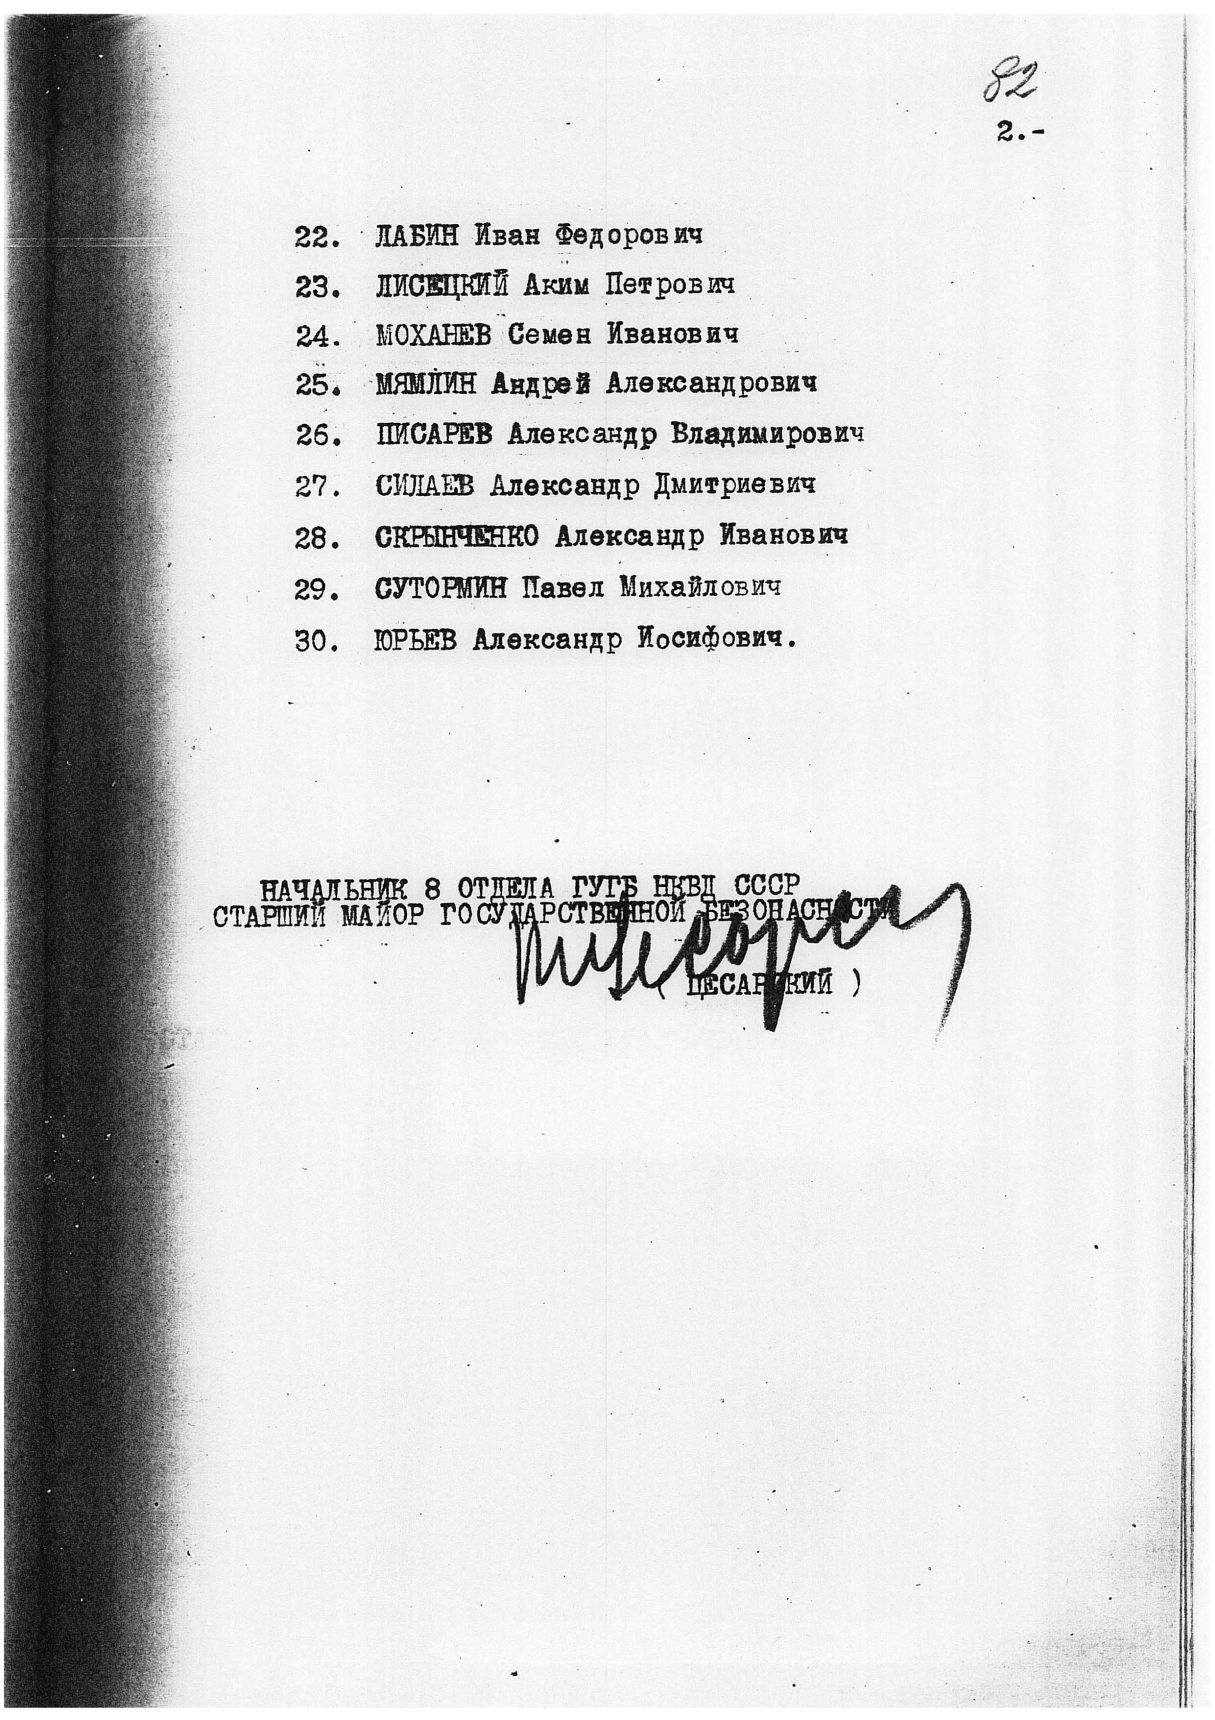 82
2.-
22. ЛАБИН Иван Федорович
23. ЛИСЕЦКИЙ Аким Петрович
24. МОХАНЕВ Семен Иванович
25. МЯМЛИН Андрей Александрович
26. ПИСАРЕВ Александр Владимирович
27. СИЛАЕВ Александр Дмитриевич
28. СКРЫНЧЕНКО Александр Иванович
29. СУТОРМИН Павел Михайлович
30. ЮРЬЕВ Александр Иосифович.
НАЧАЛЬНИК 8 ОТДЕЛА ГУГБ НКВД СССР
СТАРШИЙ МАЙОР ГОСУДАРСТВЕННОЙ БЕЗОПАСНОСТИ
( ЦЕСАРСКИЙ )